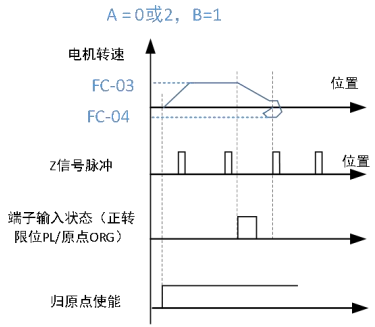 A = 0或2，B=1
电机转速
FC-03
位置
FC-04
Z信号脉冲
位置
端子输入状态（正转
限位PL/原点ORG）
归原点使能